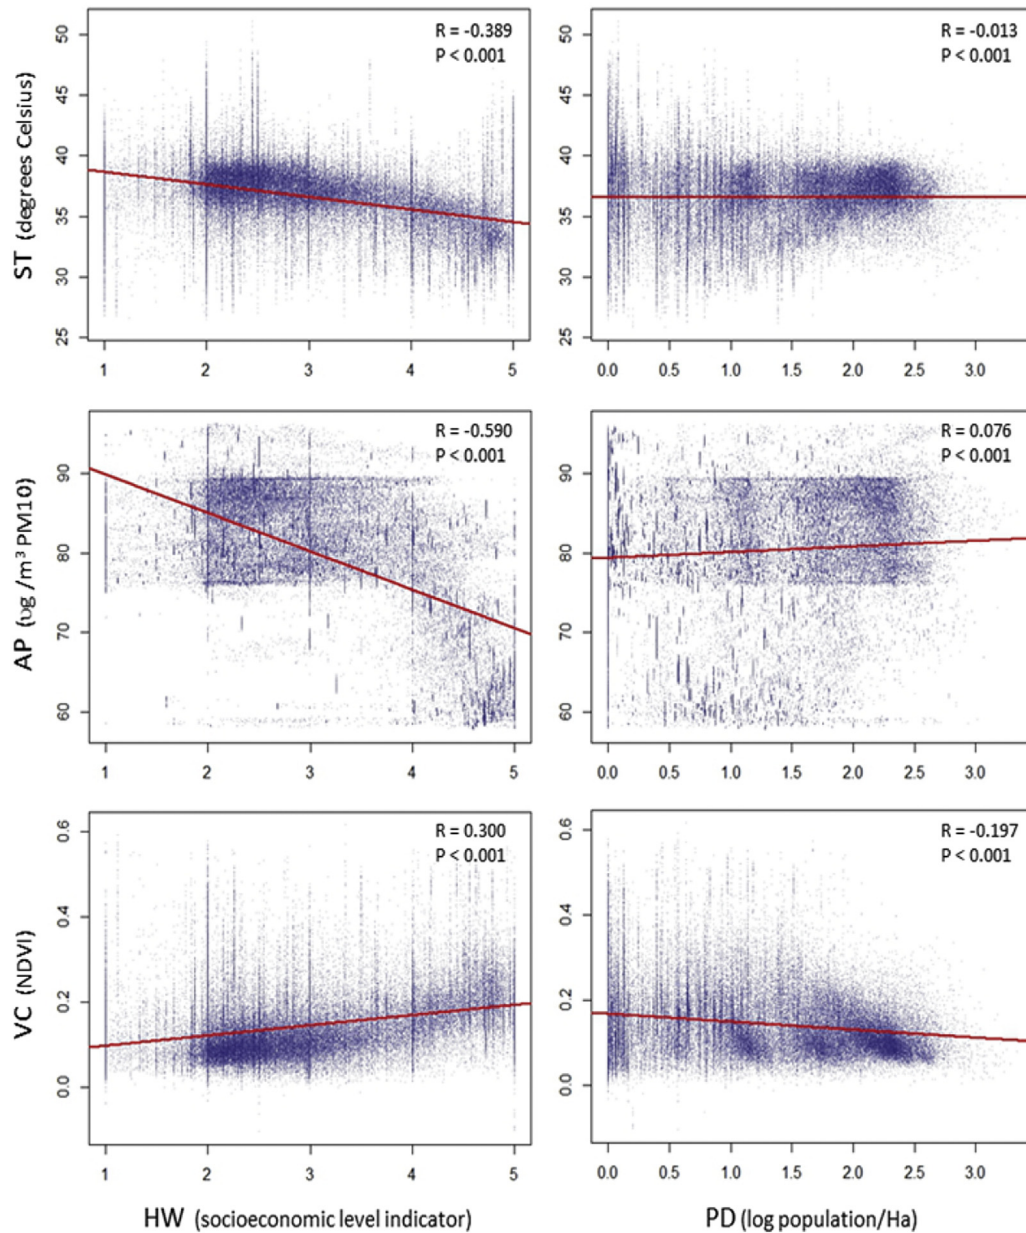 R = -0.389
P < 0.001
50
45
40
35
30
25
ST (degrees Celsius)
1 2 3 4 5
R = -0.013
P < 0.001
50
45
40
35
30
25
0.0 0.5 1.0 1.5 2.0 2.5 3.0
R = -0.590
P < 0.001
90
80
70
60
AP (ug /m³ PM10)
1 2 3 4 5
R = 0.076
P < 0.001
90
80
70
60
0.0 0.5 1.0 1.5 2.0 2.5 3.0
R = 0.300
P < 0.001
0.6
0.4
0.2
0.0
VC (NDVI)
1 2 3 4 5
HW (socioeconomic level indicator)
R = -0.197
P < 0.001
0.6
0.4
0.2
0.0
0.0 0.5 1.0 1.5 2.0 2.5 3.0
PD (log population/Ha)